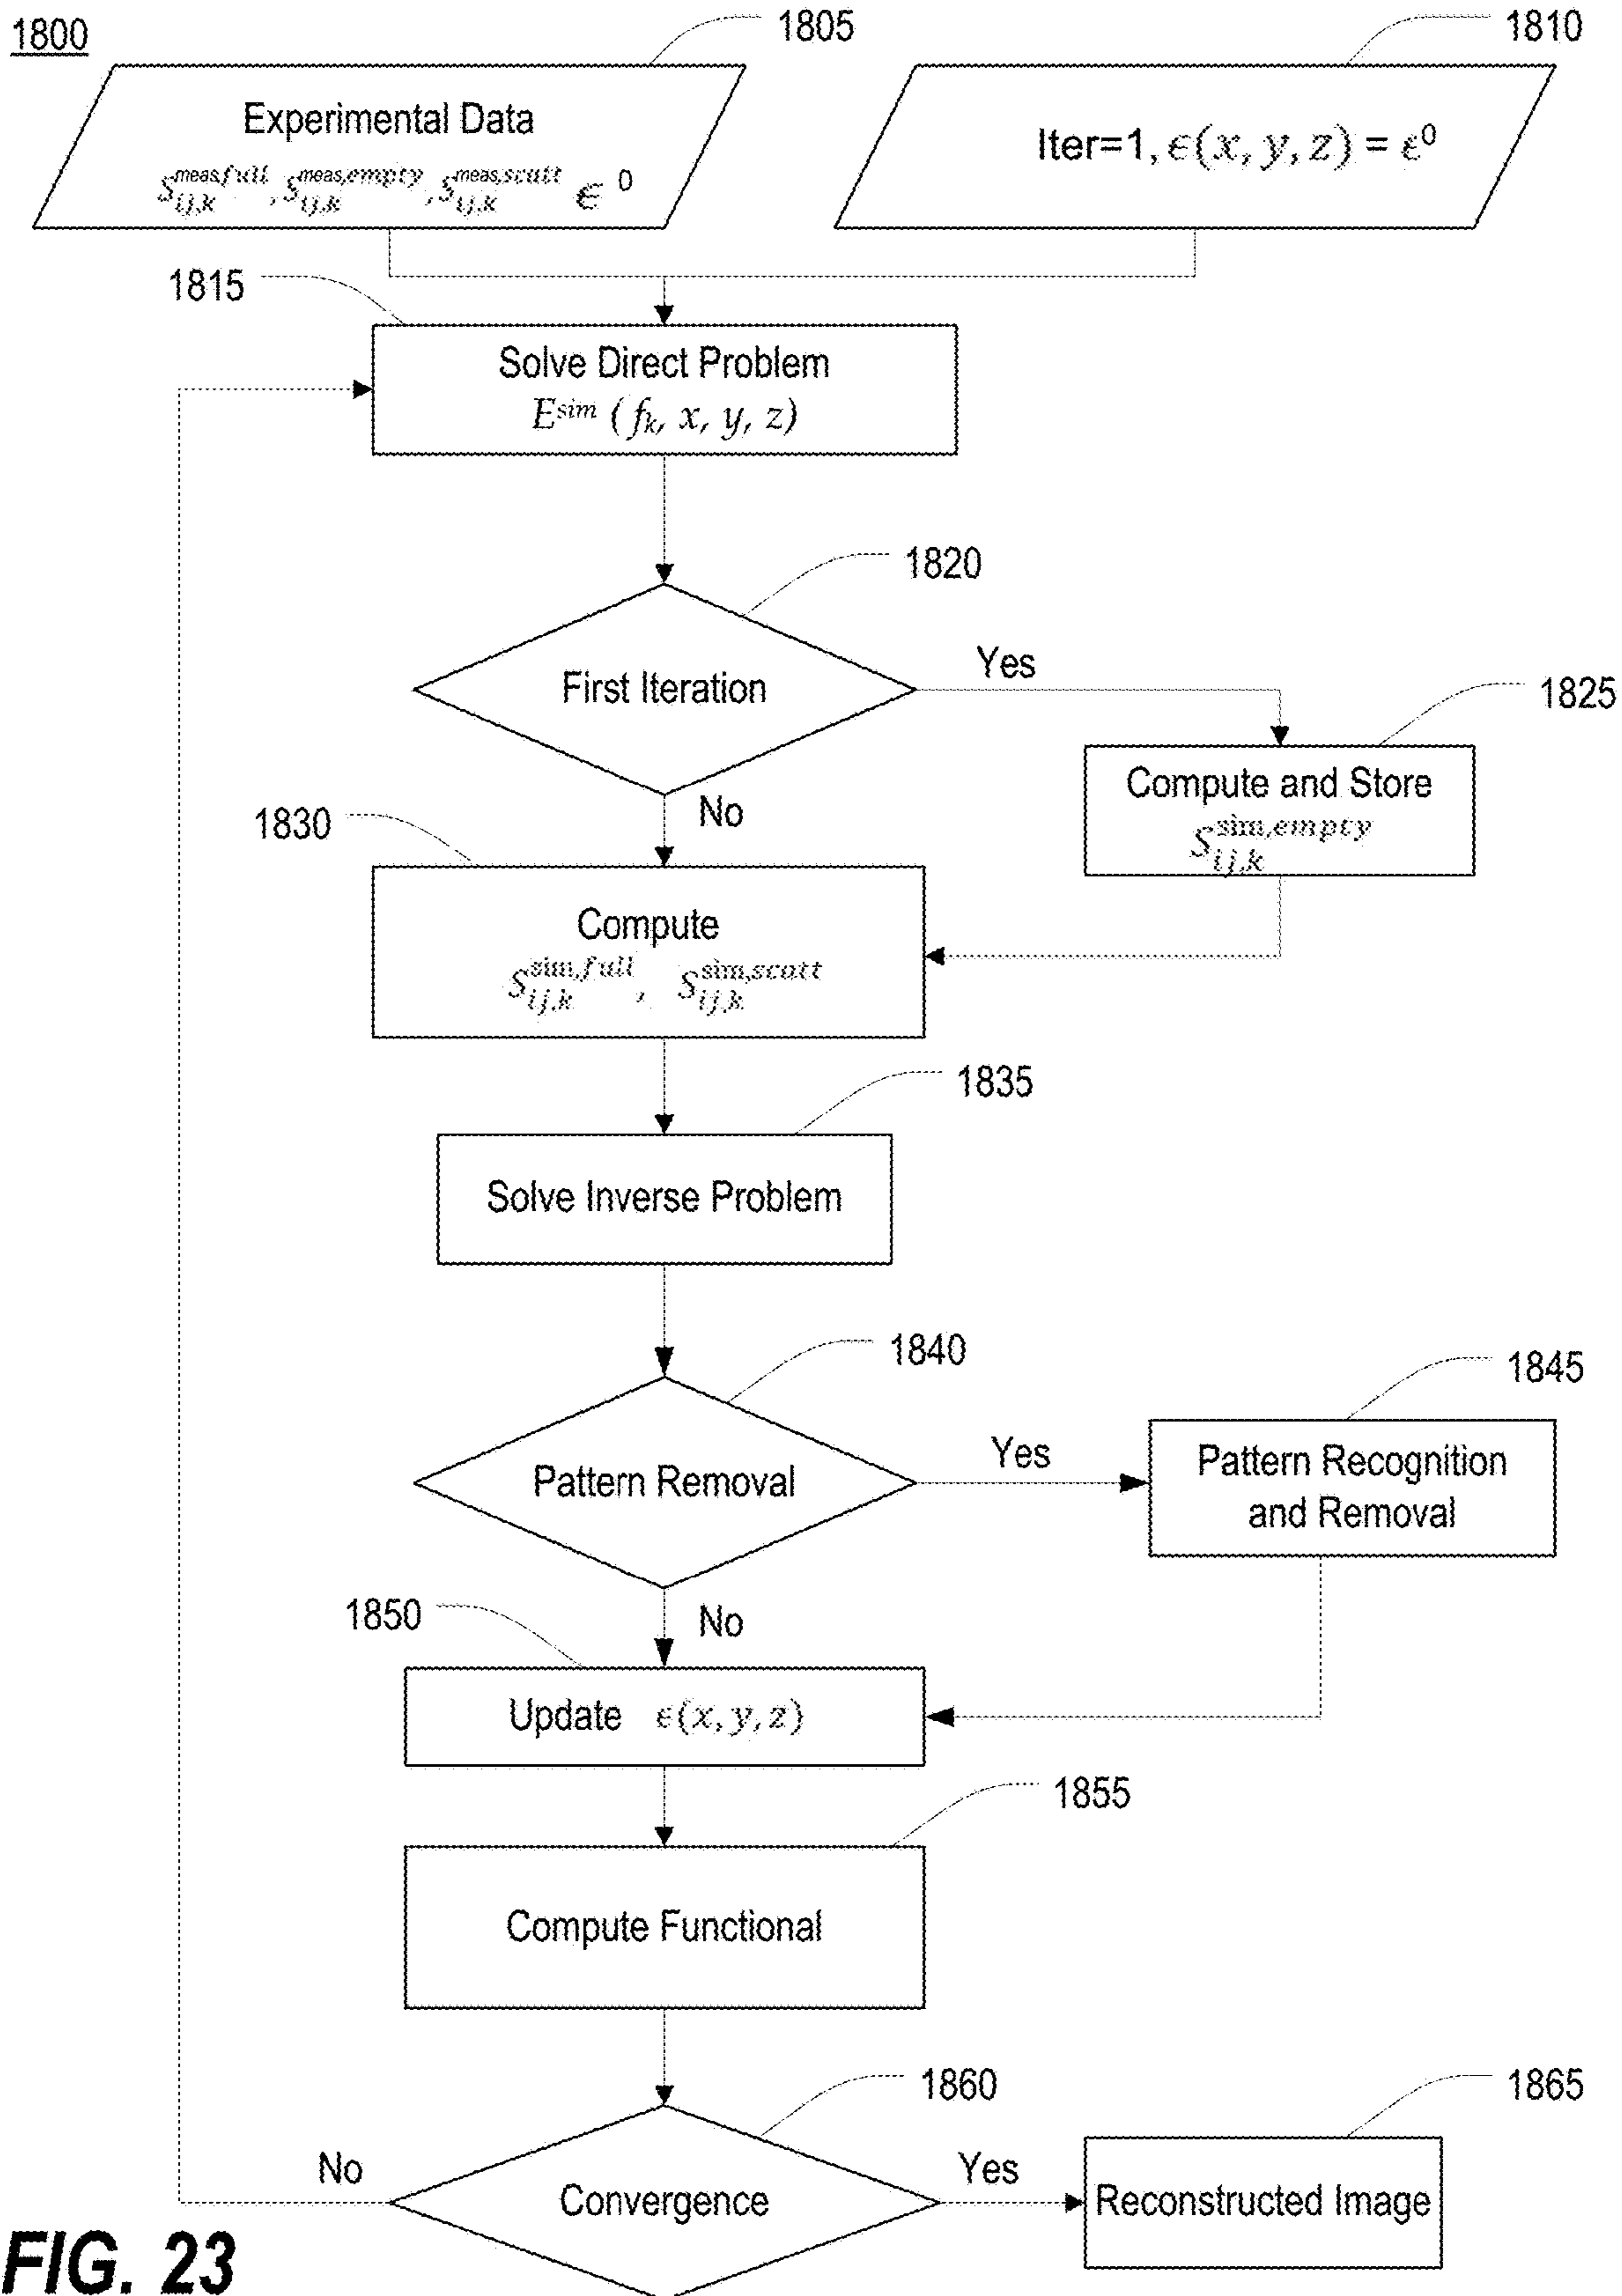 1800
1805
1810
Experimental Data
S_{ij,k}^{meas,full}, S_{ij,k}^{meas,empty}, S_{ij,k}^{meas,scatt} ϵ^0
Iter=1, ϵ(x, y, z) = ϵ^0
1815
Solve Direct Problem
E^{sim} (f_k, x, y, z)
1820
First Iteration
Yes
1825
Compute and Store
S_{ij,k}^{sim,empty}
No
1830
Compute
S_{ij,k}^{sim,full}, S_{ij,k}^{sim,scatt}
1835
Solve Inverse Problem
1840
1845
Pattern Removal
Yes
Pattern Recognition
and Removal
No
1850
Update ϵ(x, y, z)
1855
Compute Functional
1860
1865
No
Convergence
Yes
Reconstructed Image
FIG. 23